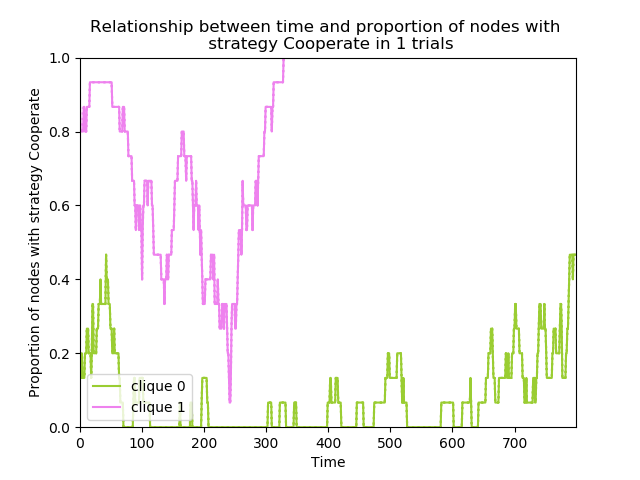 Relationship between time and proportion of nodes with
strategy Cooperate in 1 trials
Proportion of nodes with strategy Cooperate
1.0
0.8
0.6
0.4
0.2
0.0
clique 0
clique 1
0 100 200 300 400 500 600 700
Time